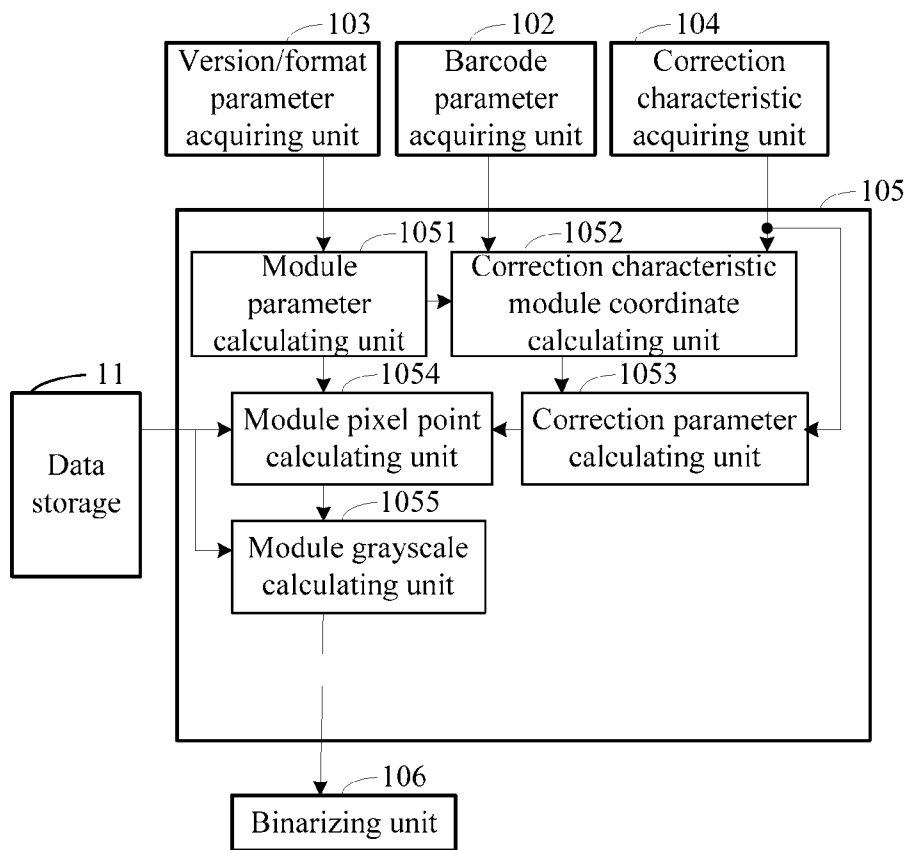 103
102
104
Version/format
parameter
acquiring unit
Barcode
parameter
acquiring unit
Correction
characteristic
acquiring unit
105
1051
1052
Module
parameter
calculating unit
Correction characteristic
module coordinate
calculating unit
11
1054
1053
Data
storage
Module pixel point
calculating unit
Correction parameter
calculating unit
1055
Module grayscale
calculating unit
106
Binarizing unit